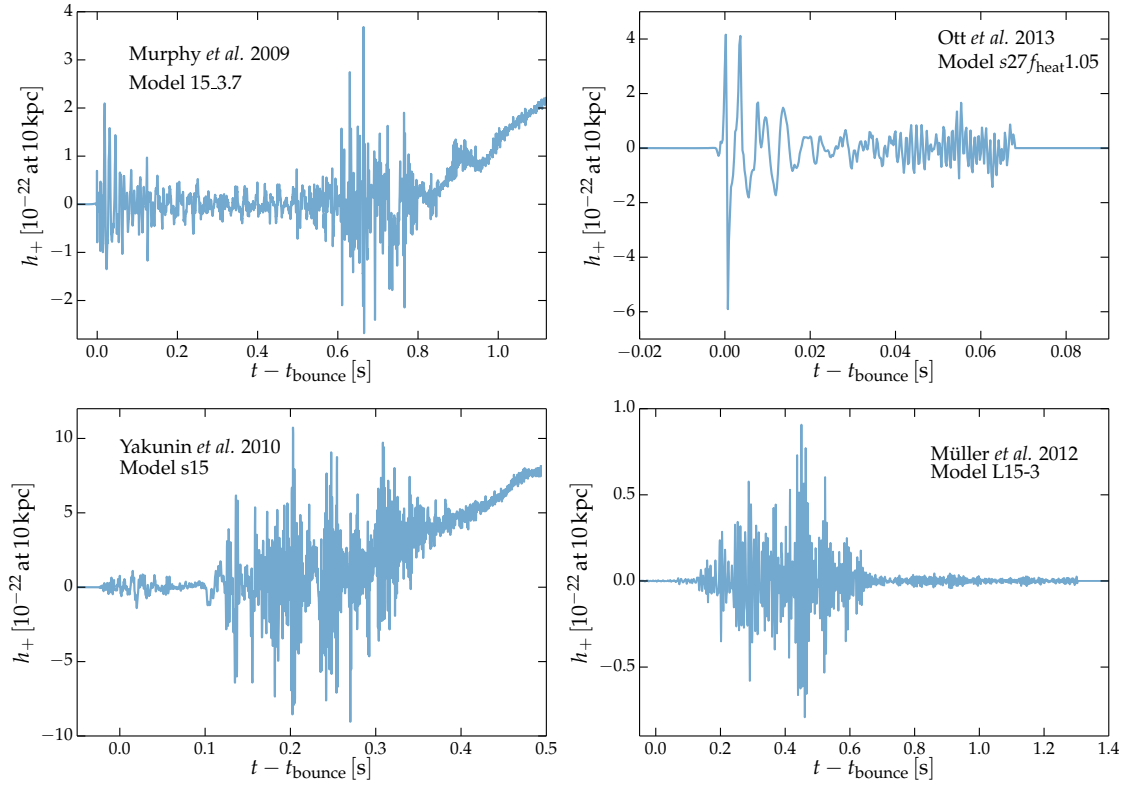 Murphy et al. 2009
Model 15_3.7
h+ [10−22 at 10 kpc]
4
3
2
1
0
−1
−2
0.0 0.2 0.4 0.6 0.8 1.0
t − tbounce [s]
Ott et al. 2013
Model s27fheat1.05
h+ [10−22 at 10 kpc]
4
2
0
−2
−4
−6
−0.02 0.00 0.02 0.04 0.06 0.08
t − tbounce [s]
Yakunin et al. 2010
Model s15
h+ [10−22 at 10 kpc]
10
5
0
−5
−10
0.0 0.1 0.2 0.3 0.4 0.5
t − tbounce [s]
Müller et al. 2012
Model L15-3
h+ [10−22 at 10 kpc]
1.0
0.5
0.0
−0.5
0.0 0.2 0.4 0.6 0.8 1.0 1.2 1.4
t − tbounce [s]